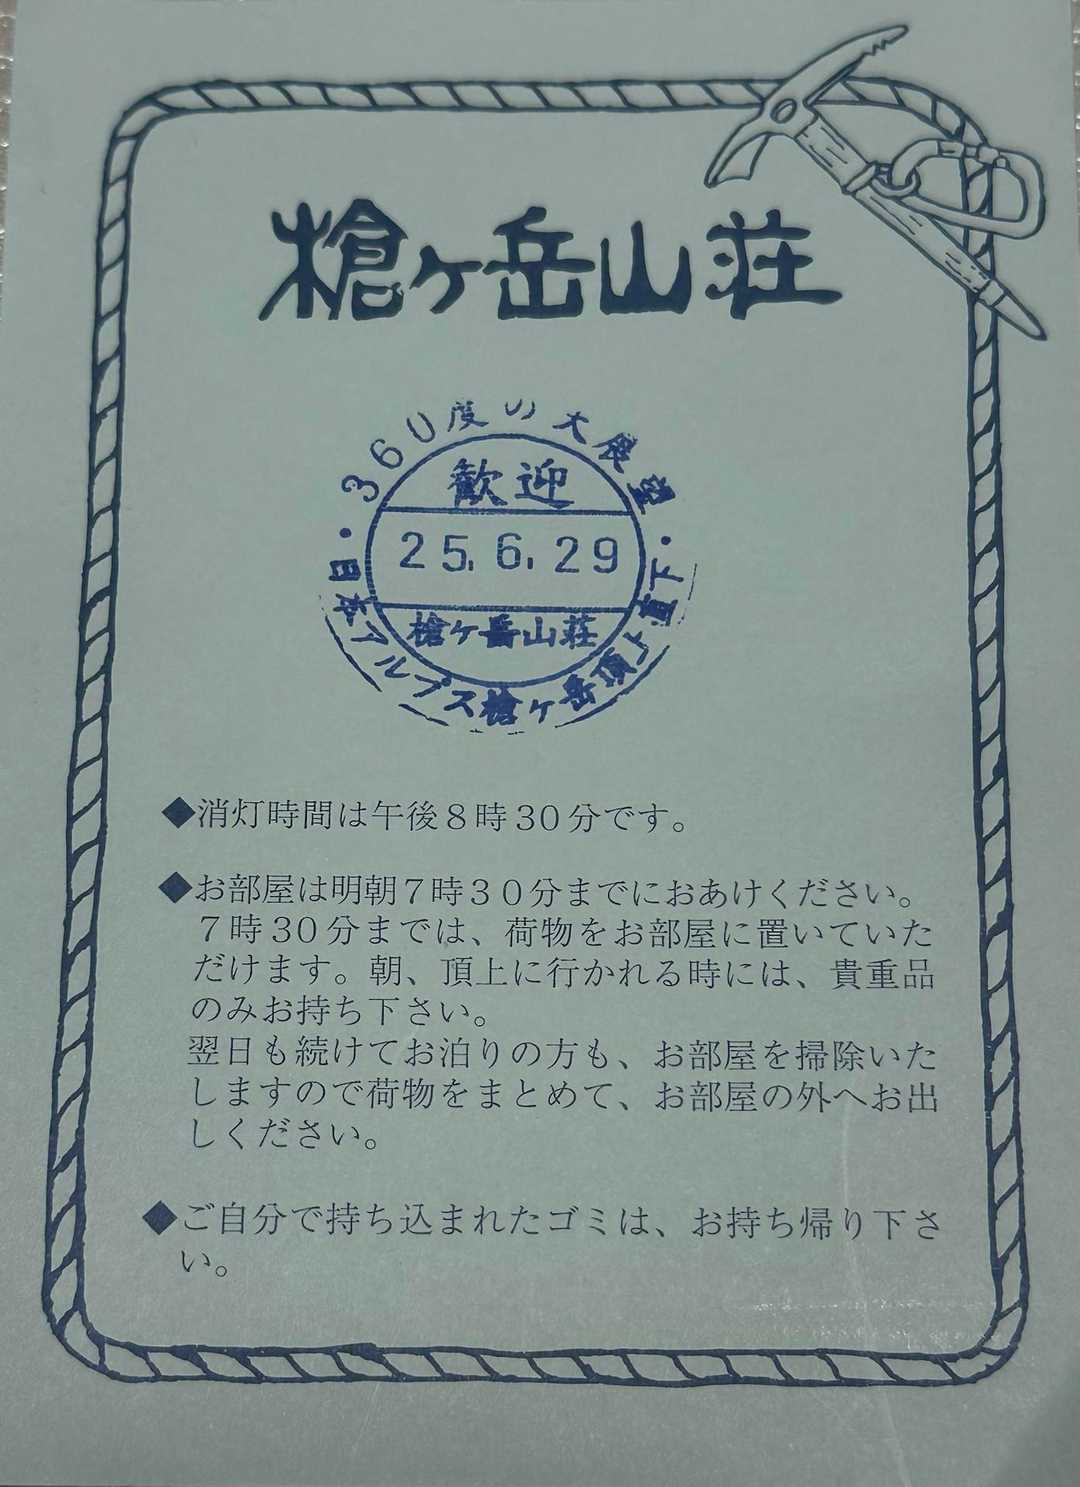 槍ヶ岳山荘
・360度の大展望・
歓迎
25.6.29
槍ヶ岳山荘
日本アルプス槍ヶ岳頂上直下
◆消灯時間は午後８時30分です。
◆お部屋は明朝７時３０分までにおあけください。
７時30分までは、荷物をお部屋に置いていた
だけます。朝、頂上に行かれる時には、貴重品
のみお持ち下さい。
翌日も続けてお泊りの方も、お部屋を掃除いた
しますので荷物をまとめて、お部屋の外へお出
しください。
◆ご自分で持ち込まれたゴミは、お持ち帰り下さ
い。